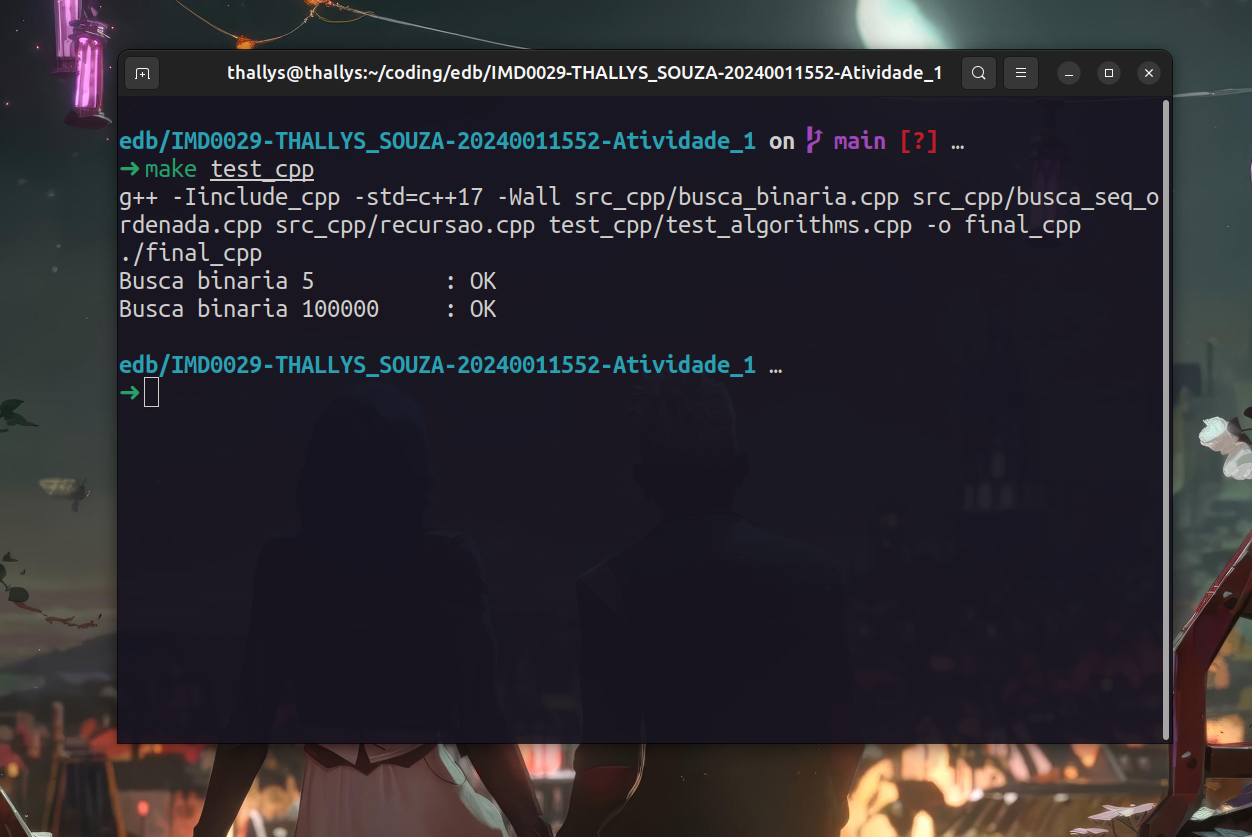 thallys@thallys:~/coding/edb/IMD0029-THALLYS_SOUZA-20240011552-Atividade_1
edb/IMD0029-THALLYS_SOUZA-20240011552-Atividade_1 on main [?] …
➜ make test_cpp
g++ -Iinclude_cpp -std=c++17 -Wall src_cpp/busca_binaria.cpp src_cpp/busca_seq_o
rdenada.cpp src_cpp/recursao.cpp test_cpp/test_algorithms.cpp -o final_cpp
./final_cpp
Busca binaria 5          : OK
Busca binaria 100000     : OK
edb/IMD0029-THALLYS_SOUZA-20240011552-Atividade_1 …
➜